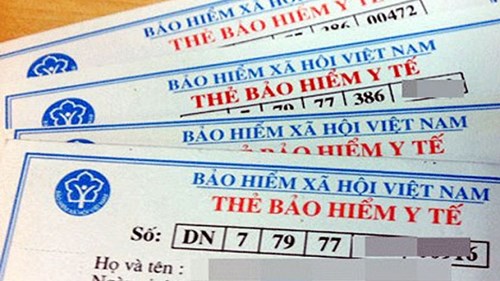 BẢO HIỂM XÃ HỘI VIỆT NAM
THẺ BẢO HIỂM Y TẾ
77 386 00472
BẢO HIỂM XÃ HỘI VIỆT NAM
THẺ BẢO HIỂM Y TẾ
7 79 77 386
BẢO HIỂM XÃ HỘI VIỆT NAM
THẺ BẢO HIỂM Y TẾ
BẢO HIỂM XÃ HỘI VIỆT NAM
THẺ BẢO HIỂM Y TẾ
Số: DN 7 79 77
Họ và tên :